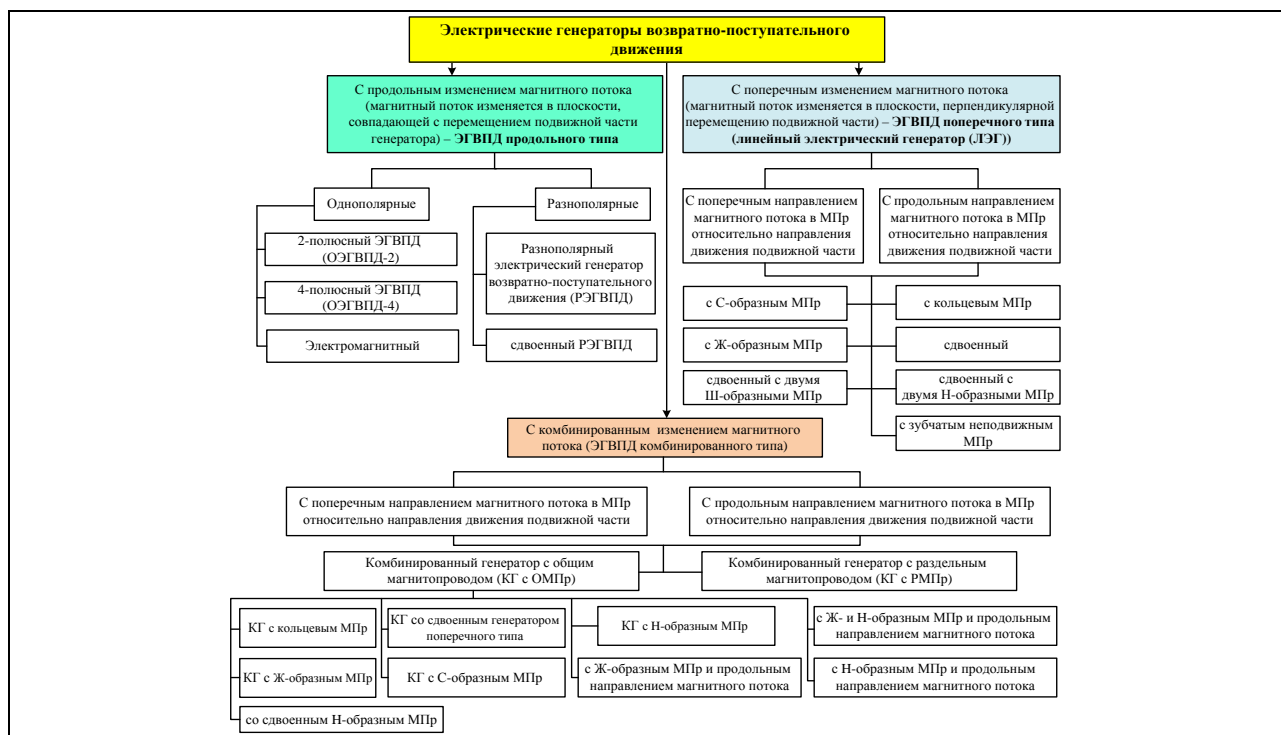 Электрические генераторы возвратно-поступательного
движения
С продольным изменением магнитного потока
(магнитный поток изменяется в плоскости,
совпадающей с перемещением подвижной части
генератора) – ЭГВПД продольного типа
С поперечным изменением магнитного потока
(магнитный поток изменяется в плоскости, перпендикулярной
перемещению подвижной части) – ЭГВПД поперечного типа
(линейный электрический генератор (ЛЭГ))
Однополярные
Разнополярные
2-полюсный ЭГВПД
(ОЭГВПД-2)
4-полюсный ЭГВПД
(ОЭГВПД-4)
Электромагнитный
Разнополярный
электрический генератор
возвратно-поступательного
движения (РЭГВПД)
сдвоенный РЭГВПД
С поперечным направлением
магнитного потока в МПр
относительно направления
движения подвижной части
С продольным направлением
магнитного потока в МПр
относительно направления
движения подвижной части
с С-образным МПр
с кольцевым МПр
с Ж-образным МПр
сдвоенный
сдвоенный с двумя
Ш-образными МПр
сдвоенный с
двумя Н-образными МПр
с зубчатым неподвижным
МПр
С комбинированным изменением магнитного
потока (ЭГВПД комбинированного типа)
С поперечным направлением магнитного потока в МПр
относительно направления движения подвижной части
С продольным направлением магнитного потока в МПр
относительно направления движения подвижной части
Комбинированный генератор с общим
магнитопроводом (КГ с ОМПр)
Комбинированный генератор с раздельным
магнитопроводом (КГ с РМПр)
КГ с кольцевым МПр
КГ со сдвоенным генератором
поперечного типа
КГ с Н-образным МПр
с Ж- и Н-образным МПр и продольным
направлением магнитного потока
КГ с Ж-образным МПр
КГ с С-образным МПр
с Ж-образным МПр и продольным
направлением магнитного потока
с Н-образным МПр и продольным
направлением магнитного потока
со сдвоенным Н-образным МПр